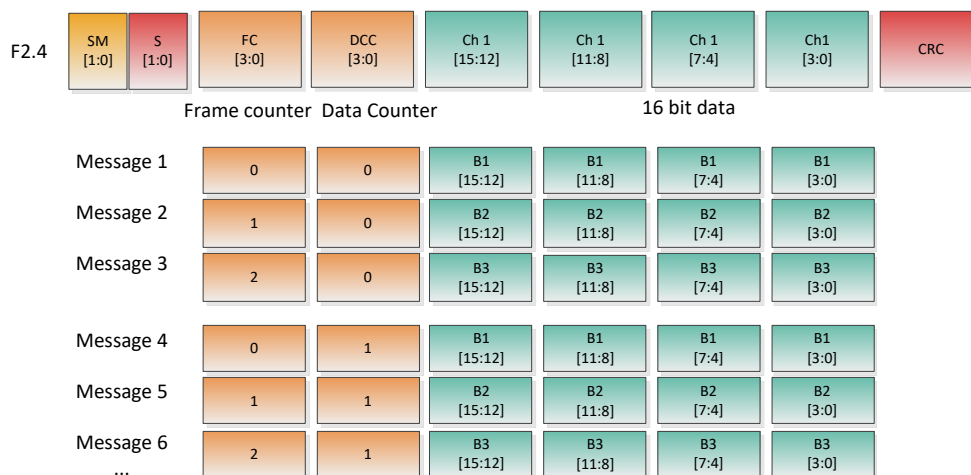 F2.4
SM
[1:0]
S
[1:0]
FC
[3:0]
DCC
[3:0]
Ch 1
[15:12]
Ch 1
[11:8]
Ch 1
[7:4]
Ch1
[3:0]
CRC
Frame counter Data Counter 16 bit data
Message 1
0
0
B1
[15:12]
B1
[11:8]
B1
[7:4]
B1
[3:0]
Message 2
1
0
B2
[15:12]
B2
[11:8]
B2
[7:4]
B2
[3:0]
Message 3
2
0
B3
[15:12]
B3
[11:8]
B3
[7:4]
B3
[3:0]
Message 4
0
1
B1
[15:12]
B1
[11:8]
B1
[7:4]
B1
[3:0]
Message 5
1
1
B2
[15:12]
B2
[11:8]
B2
[7:4]
B2
[3:0]
Message 6
2
1
B3
[15:12]
B3
[11:8]
B3
[7:4]
B3
[3:0]
...